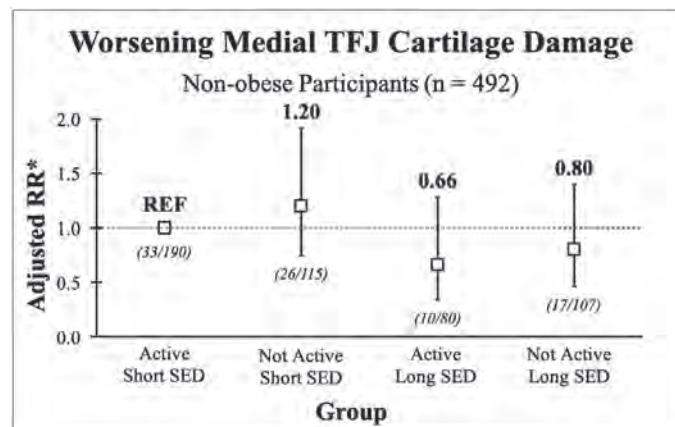 Worsening Medial TFJ Cartilage Damage
Non-obese Participants (n = 492)
Adjusted RR*
2.0
1.5
1.0
0.5
0.0
REF
(33/190)
1.20
(26/115)
0.66
(10/80)
0.80
(17/107)
Active
Short SED
Not Active
Short SED
Active
Long SED
Not Active
Long SED
Group